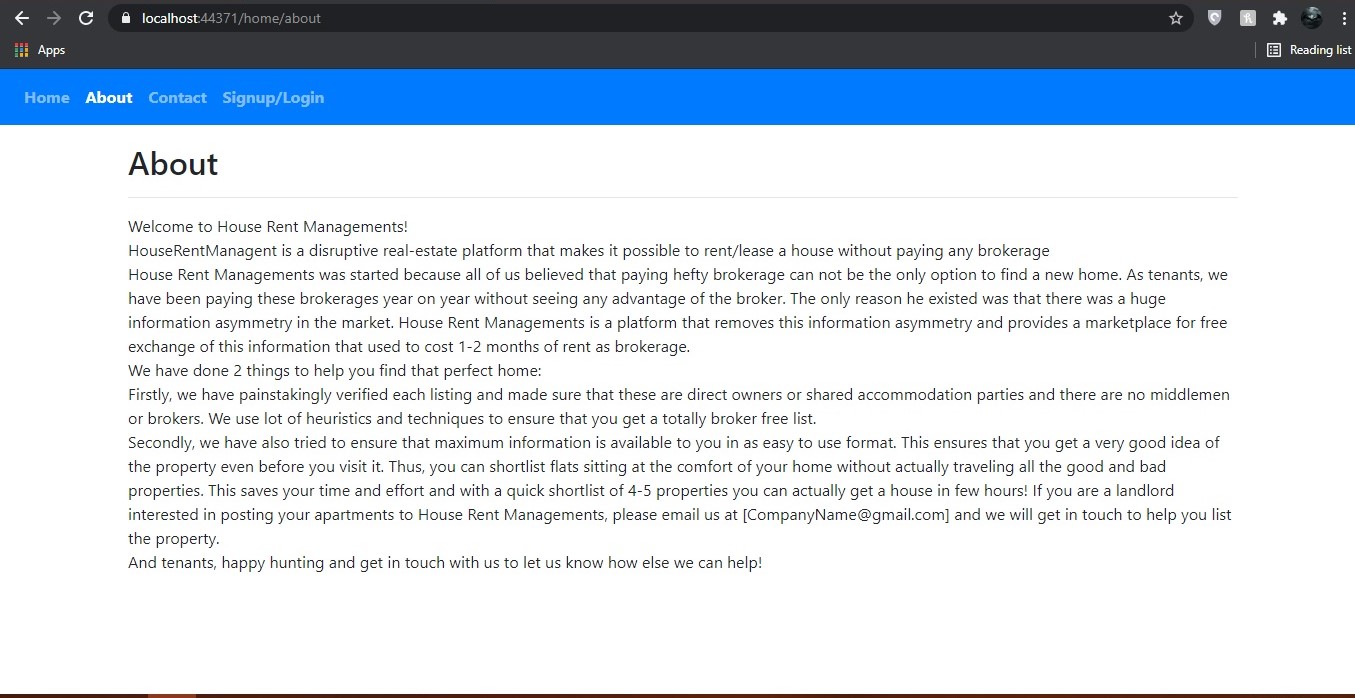 localhost:44371/home/about
Apps
Reading list
Home About Contact Signup/Login
About
Welcome to House Rent Managements!
HouseRentManagent is a disruptive real-estate platform that makes it possible to rent/lease a house without paying any brokerage
House Rent Managements was started because all of us believed that paying hefty brokerage can not be the only option to find a new home. As tenants, we
have been paying these brokerages year on year without seeing any advantage of the broker. The only reason he existed was that there was a huge
information asymmetry in the market. House Rent Managements is a platform that removes this information asymmetry and provides a marketplace for free
exchange of this information that used to cost 1-2 months of rent as brokerage.
We have done 2 things to help you find that perfect home:
Firstly, we have painstakingly verified each listing and made sure that these are direct owners or shared accommodation parties and there are no middlemen
or brokers. We use lot of heuristics and techniques to ensure that you get a totally broker free list.
Secondly, we have also tried to ensure that maximum information is available to you in as easy to use format. This ensures that you get a very good idea of
the property even before you visit it. Thus, you can shortlist flats sitting at the comfort of your home without actually traveling all the good and bad
properties. This saves your time and effort and with a quick shortlist of 4-5 properties you can actually get a house in few hours! If you are a landlord
interested in posting your apartments to House Rent Managements, please email us at [CompanyName@gmail.com] and we will get in touch to help you list
the property.
And tenants, happy hunting and get in touch with us to let us know how else we can help!